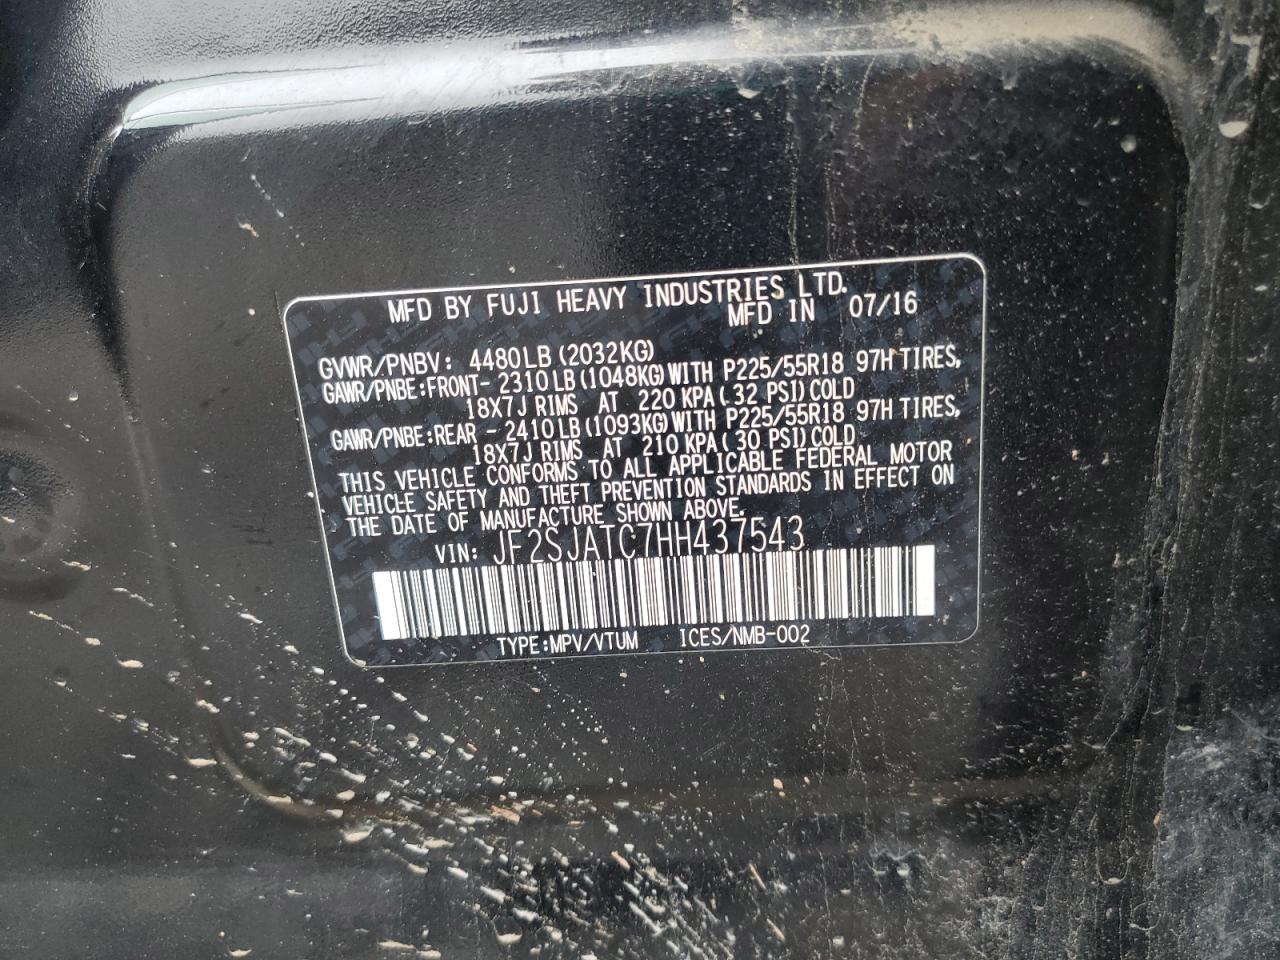 MFD BY FUJI HEAVY INDUSTRIES LTD.
MFD IN 07/16
GVWR/PNBV: 4480LB(2032KG)
GAWR/PNBE:FRONT- 2310LB(1048KG)WITH P225/55R18 97H TIRES,
18X7J RIMS AT 220 KPA( 32 PSI)COLD
GAWR/PNBE:REAR - 2410LB(1093KG)WITH P225/55R18 97H TIRES,
18X7J RIMS AT 210 KPA( 30 PSI)COLD
THIS VEHICLE CONFORMS TO ALL APPLICABLE FEDERAL MOTOR
VEHICLE SAFETY AND THEFT PREVENTION STANDARDS IN EFFECT ON
THE DATE OF MANUFACTURE SHOWN ABOVE.
VIN: JF2SJATC7HH437543
TYPE:MPV/VTUM ICES/NMB-002